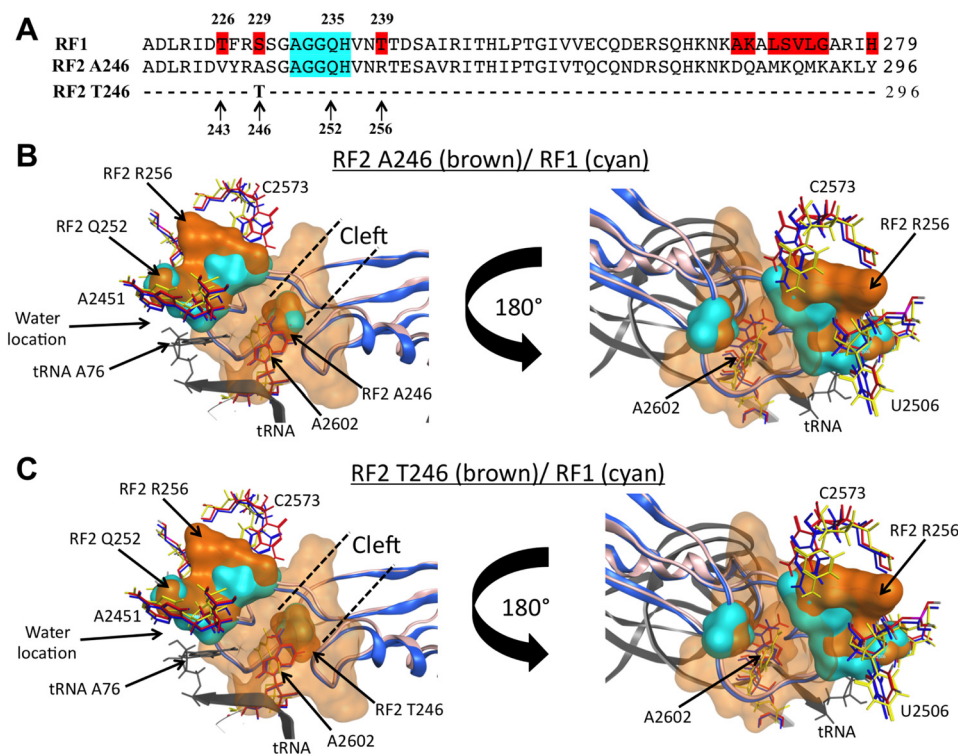 A
226 229 235 239
RF1 ADLRIDTFRSSGAGGQHVNTTDSAIRITHLPTGIVVECQDERSQHKNKAKALSVLGARIH 279
RF2 A246 ADLRIDVYRASGAGGQHVNRTESAVRITHIPTGIVTQCQNDRSQHKNKDQAMKQMKAKLY 296
RF2 T246 ---------T-------------------------------------------------- 296
243 246 252 256
B
RF2 A246 (brown)/ RF1 (cyan)
RF2 R256
C2573
RF2 Q252
Cleft
A2451
Water
location
tRNA A76
RF2 A246
A2602
tRNA
180°
C2573
RF2 R256
A2602
U2506
tRNA
C
RF2 T246 (brown)/ RF1 (cyan)
RF2 R256
C2573
RF2 Q252
Cleft
A2451
Water
location
tRNA A76
RF2 T246
A2602
tRNA
180°
C2573
RF2 R256
A2602
U2506
tRNA